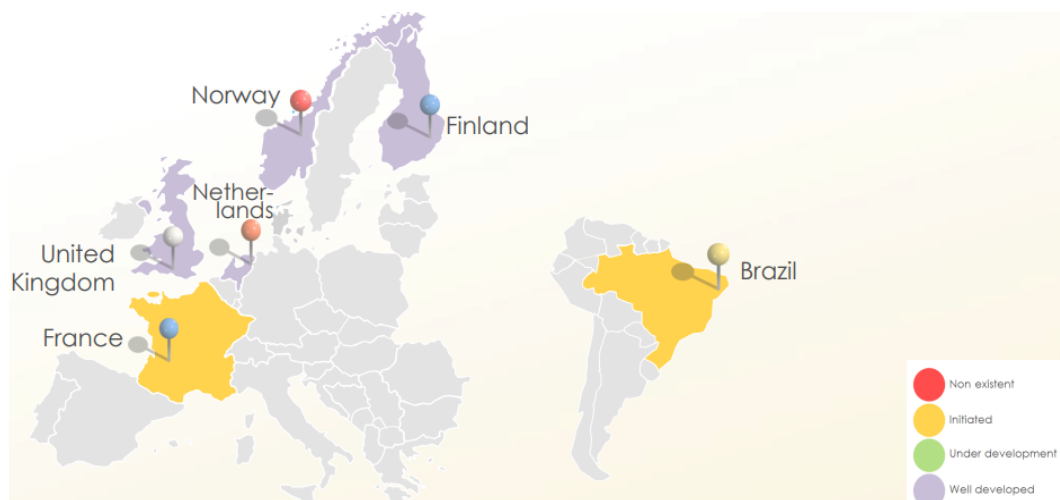 Norway
Finland
Nether-
lands
United
Kingdom
France
Brazil
Non existent
Initiated
Under development
Well developed